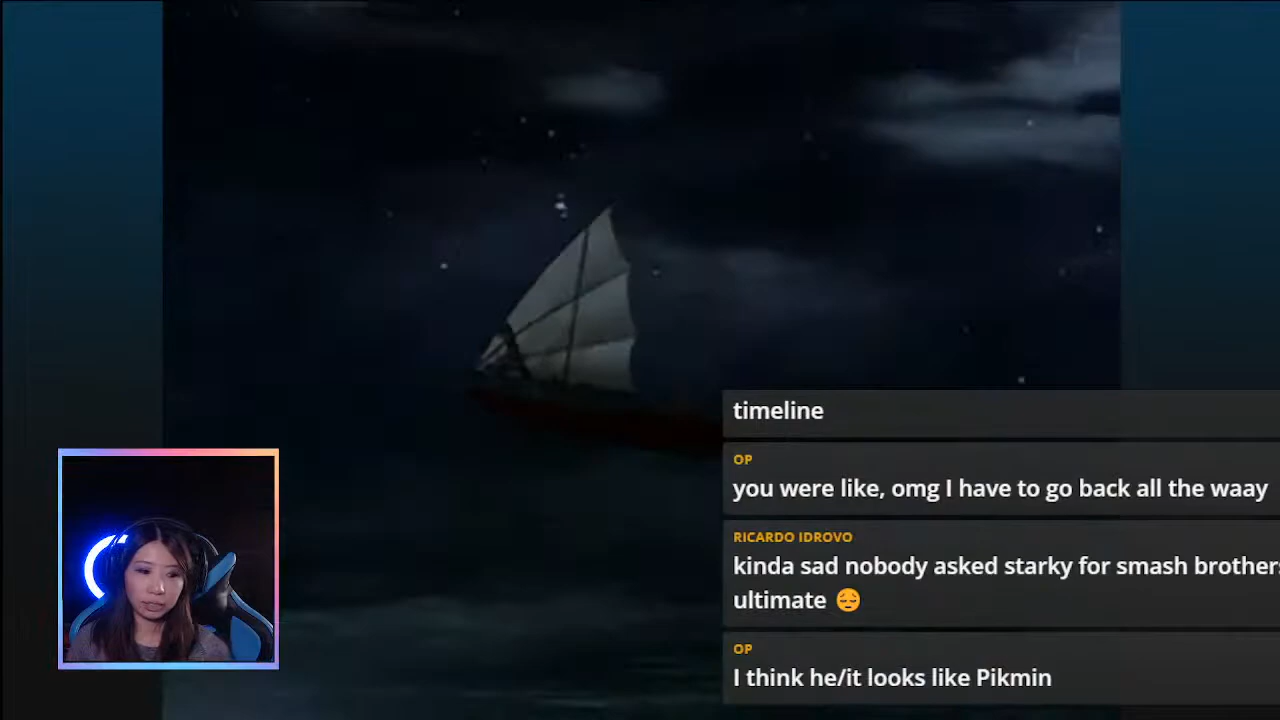 timeline
OP
you were like, omg I have to go back all the waay
RICARDO IDROVO
kinda sad nobody asked starky for smash brothers
ultimate 😔
OP
I think he/it looks like Pikmin